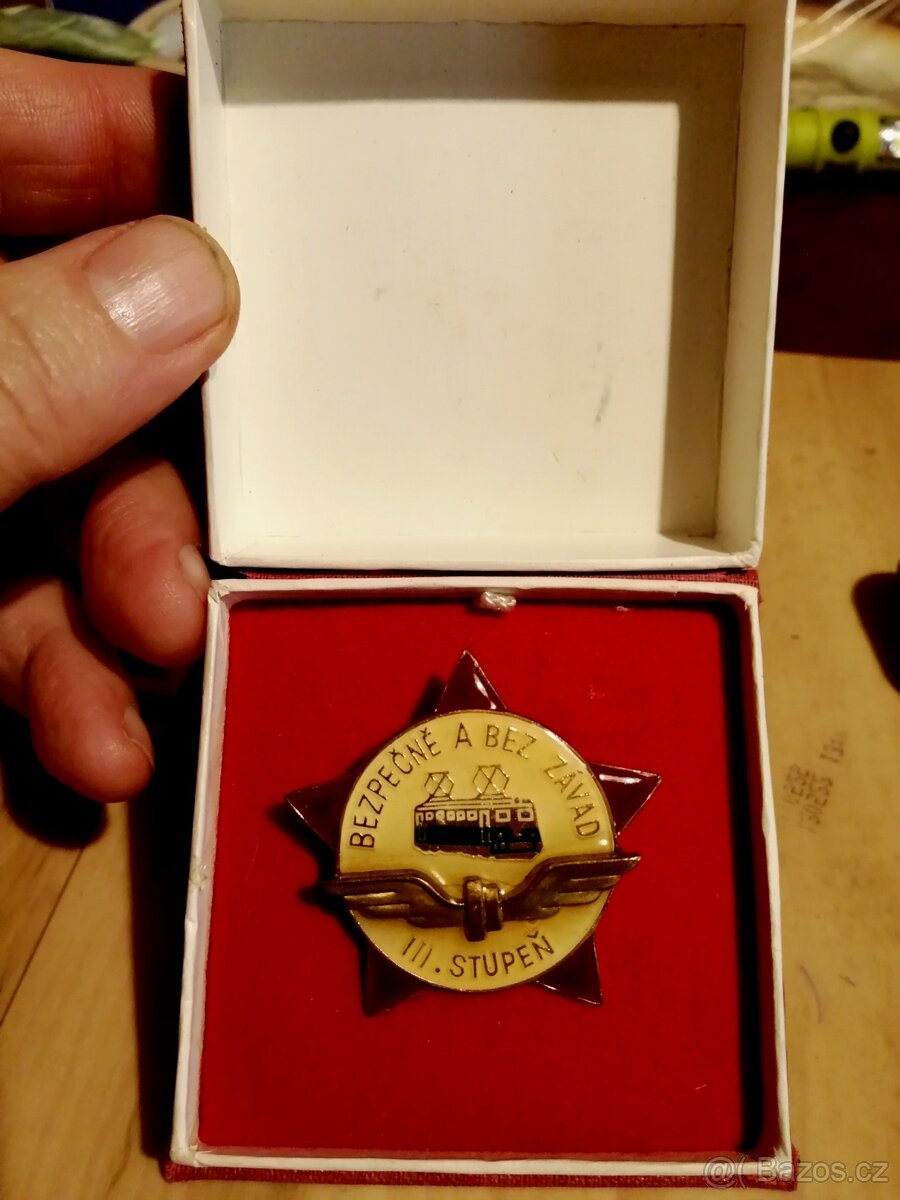 BEZPEČNĚ A BEZ ZÁVAD
III. STUPEŇ
@( Bazos.cz